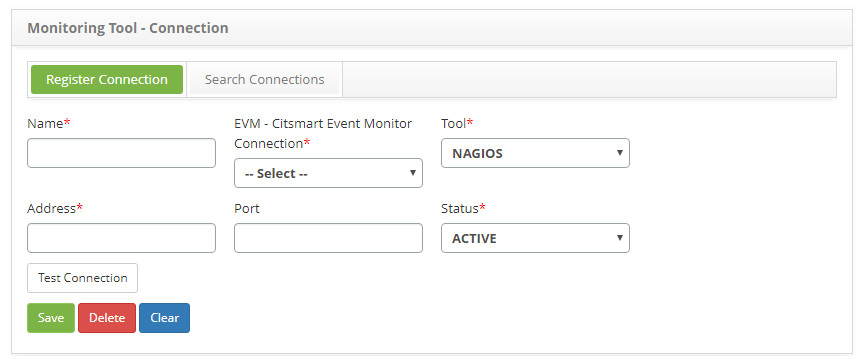 Monitoring Tool - Connection
Register Connection
Search Connections
Name*
EVM - Citsmart Event Monitor
Connection*
Tool*
-- Select --
NAGIOS
Address*
Port
Status*
ACTIVE
Test Connection
Save
Delete
Clear